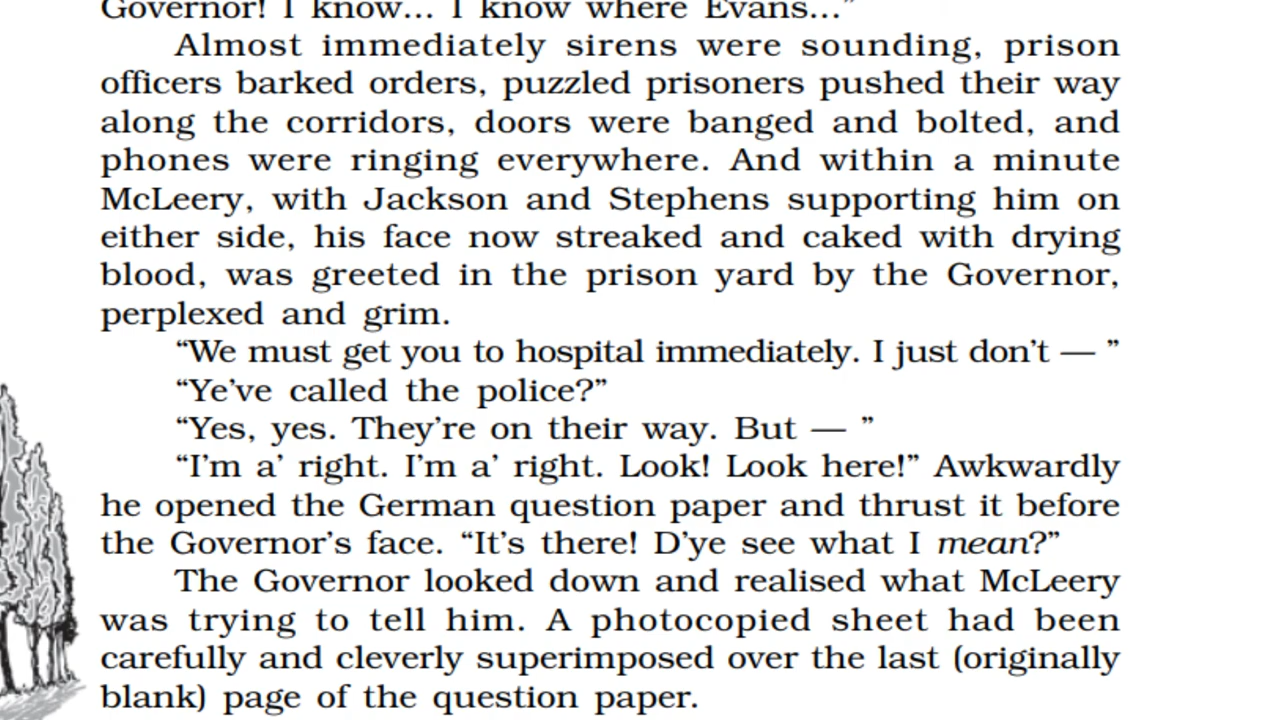 Governor! I know... I know where Evans...”
Almost immediately sirens were sounding, prison
officers barked orders, puzzled prisoners pushed their way
along the corridors, doors were banged and bolted, and
phones were ringing everywhere. And within a minute
McLeery, with Jackson and Stephens supporting him on
either side, his face now streaked and caked with drying
blood, was greeted in the prison yard by the Governor,
perplexed and grim.
“We must get you to hospital immediately. I just don’t — ”
“Ye’ve called the police?”
“Yes, yes. They’re on their way. But — ”
“I’m a’ right. I’m a’ right. Look! Look here!” Awkwardly
he opened the German question paper and thrust it before
the Governor’s face. “It’s there! D’ye see what I mean?”
The Governor looked down and realised what McLeery
was trying to tell him. A photocopied sheet had been
carefully and cleverly superimposed over the last (originally
blank) page of the question paper.